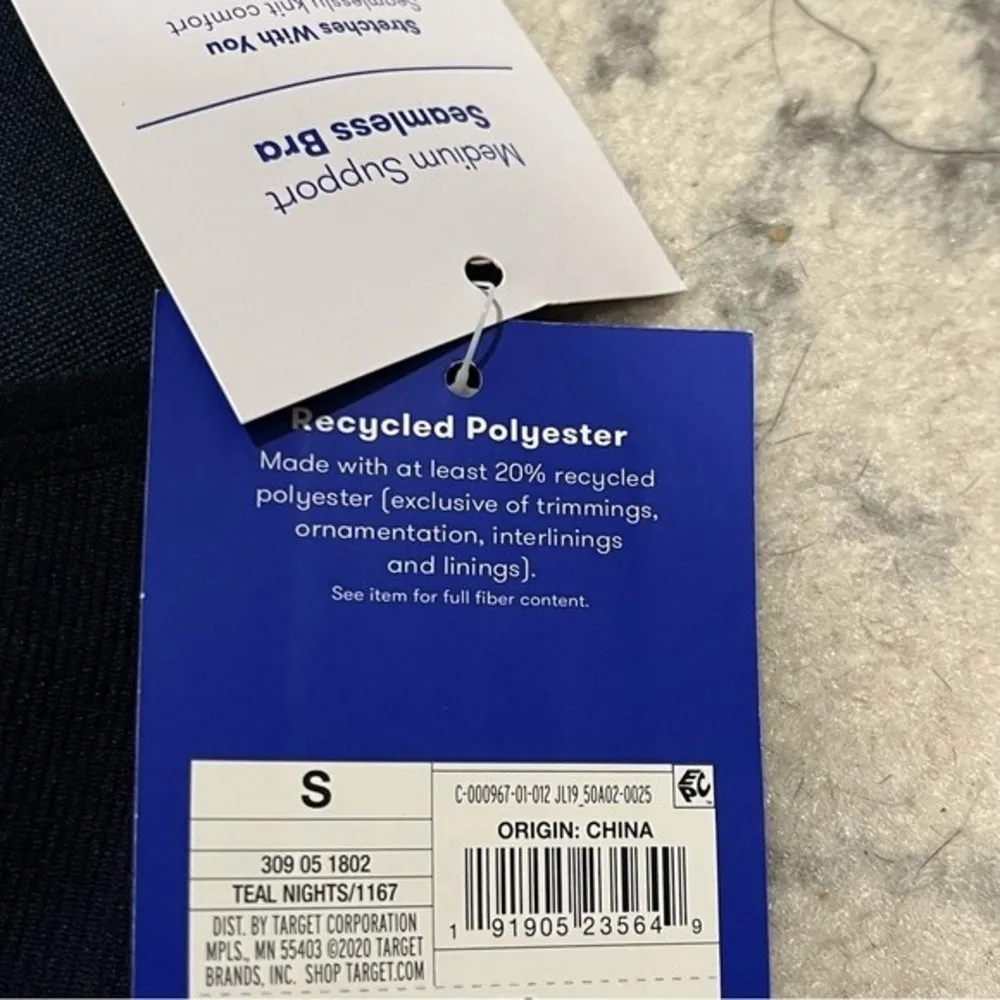 Medium Support
Seamless Bra
Stretches With You
Seamlessly knit comfort
Recycled Polyester
Made with at least 20% recycled
polyester (exclusive of trimmings,
ornamentation, interlinings
and linings).
See item for full fiber content.
S
309 05 1802
TEAL NIGHTS/1167
DIST. BY TARGET CORPORATION
MPLS., MN 55403 ©2020 TARGET
BRANDS, INC. SHOP TARGET.COM
C-000967-01-012 JL19_50A02-0025
EPC™
ORIGIN: CHINA
1 91905 23564 9